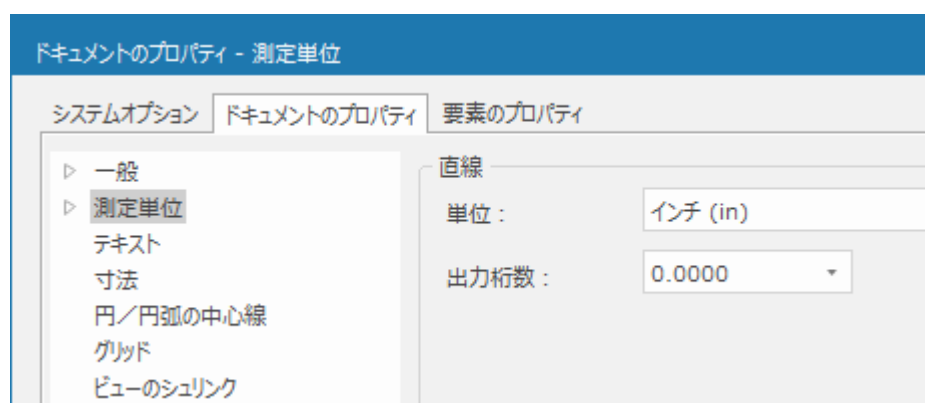 ドキュメントのプロパティ - 測定単位
システムオプション ドキュメントのプロパティ 要素のプロパティ
一般
測定単位
テキスト
寸法
円／円弧の中心線
グリッド
ビューのシュリンク
直線
単位： インチ (in)
出力桁数： 0.0000